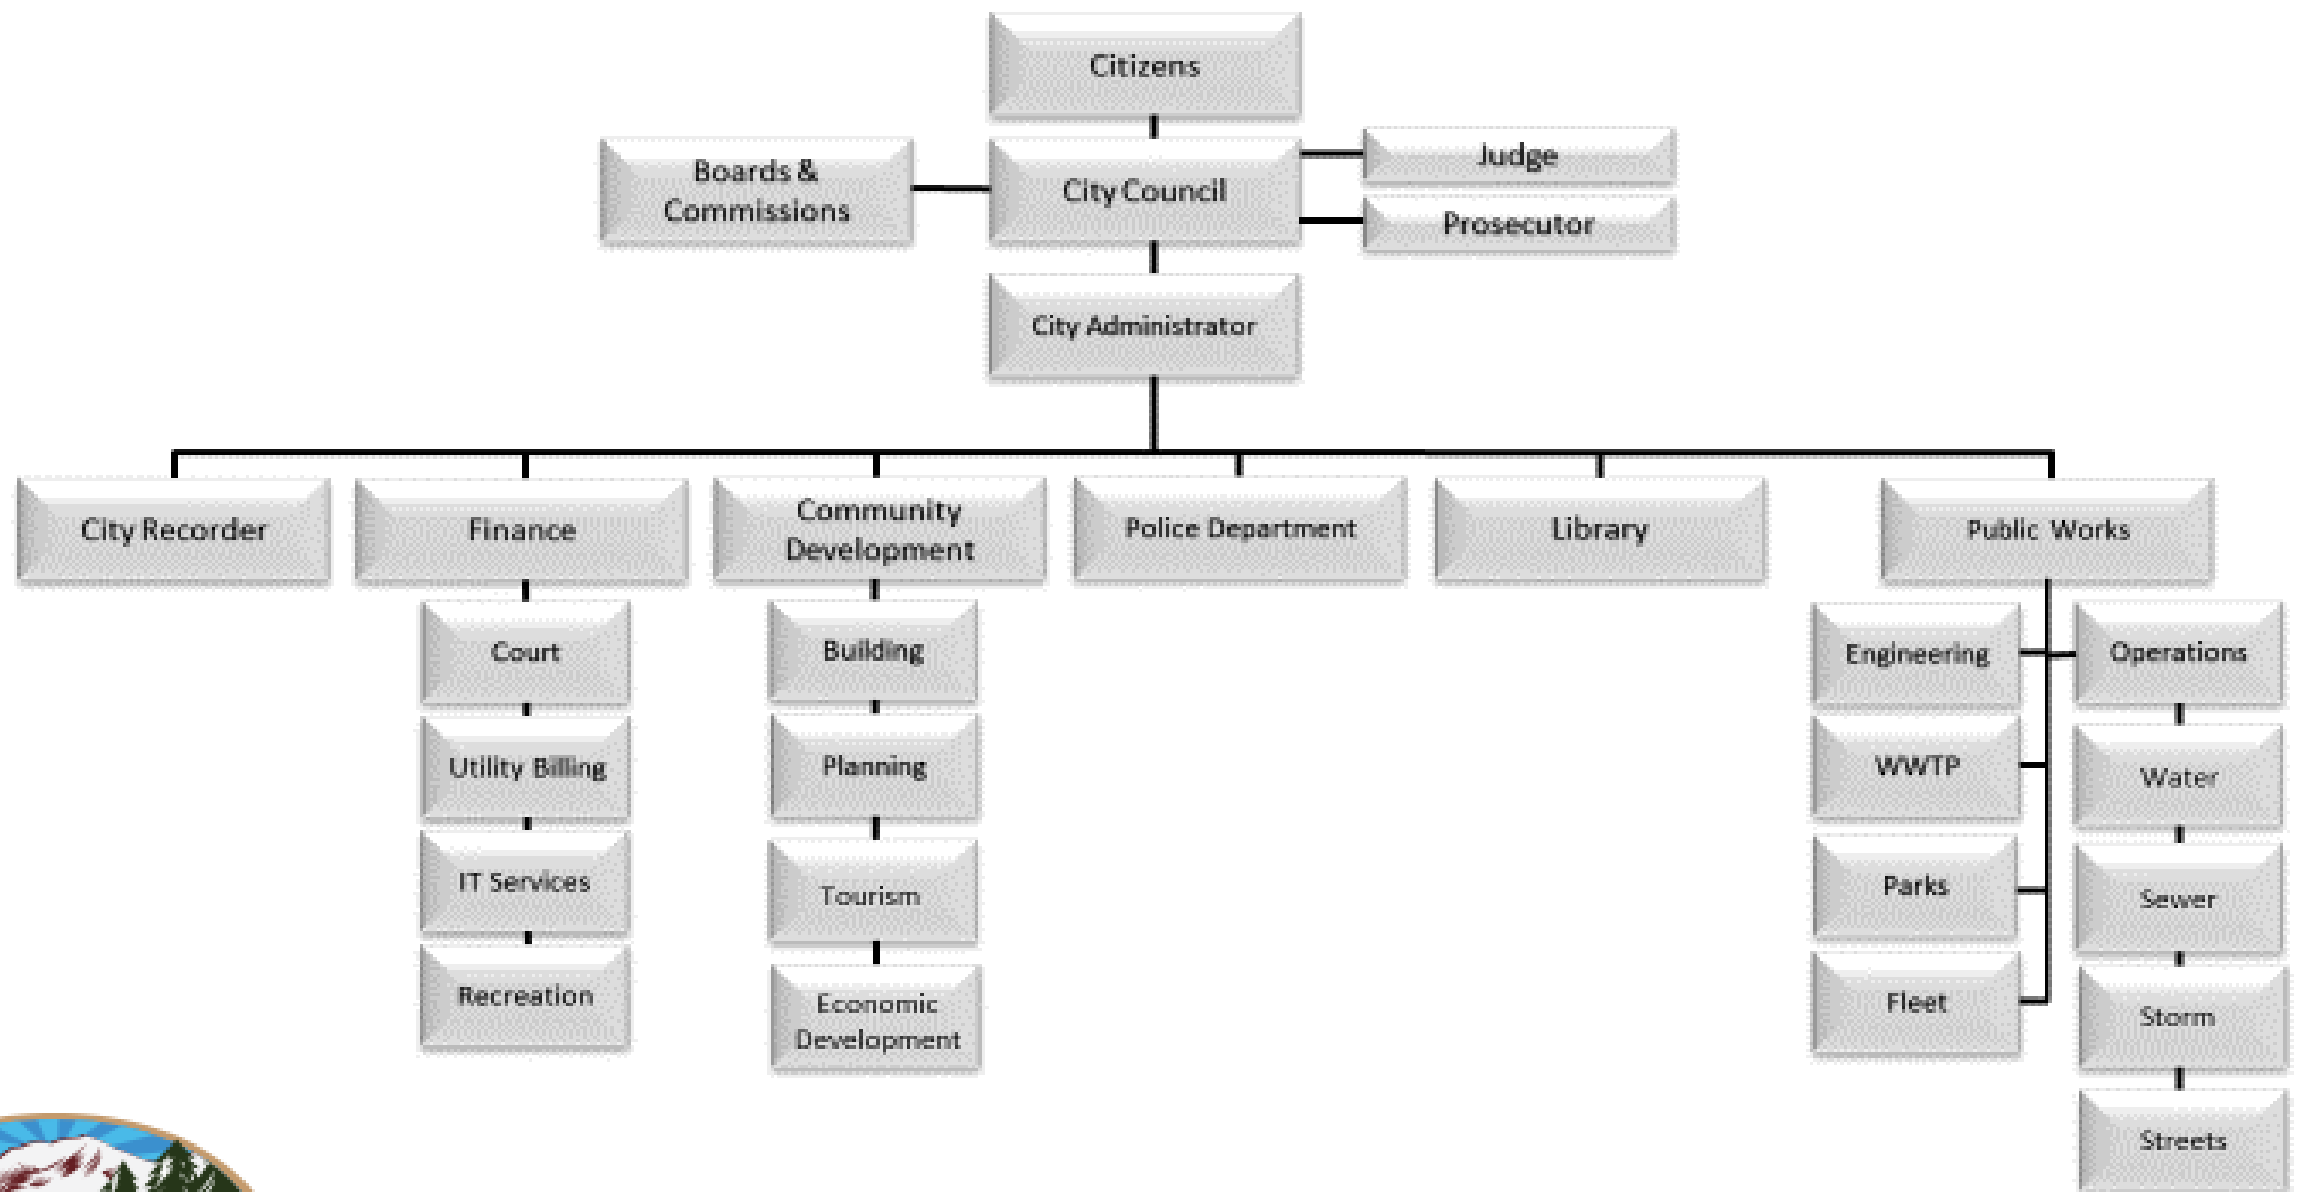 Citizens
Boards &
Commissions
City Council
Judge
Prosecutor
City Administrator
City Recorder
Finance
Community
Development
Police Department
Library
Public Works
Court
Utility Billing
IT Services
Recreation
Building
Planning
Tourism
Economic
Development
Engineering
WWTP
Parks
Fleet
Operations
Water
Sewer
Storm
Streets